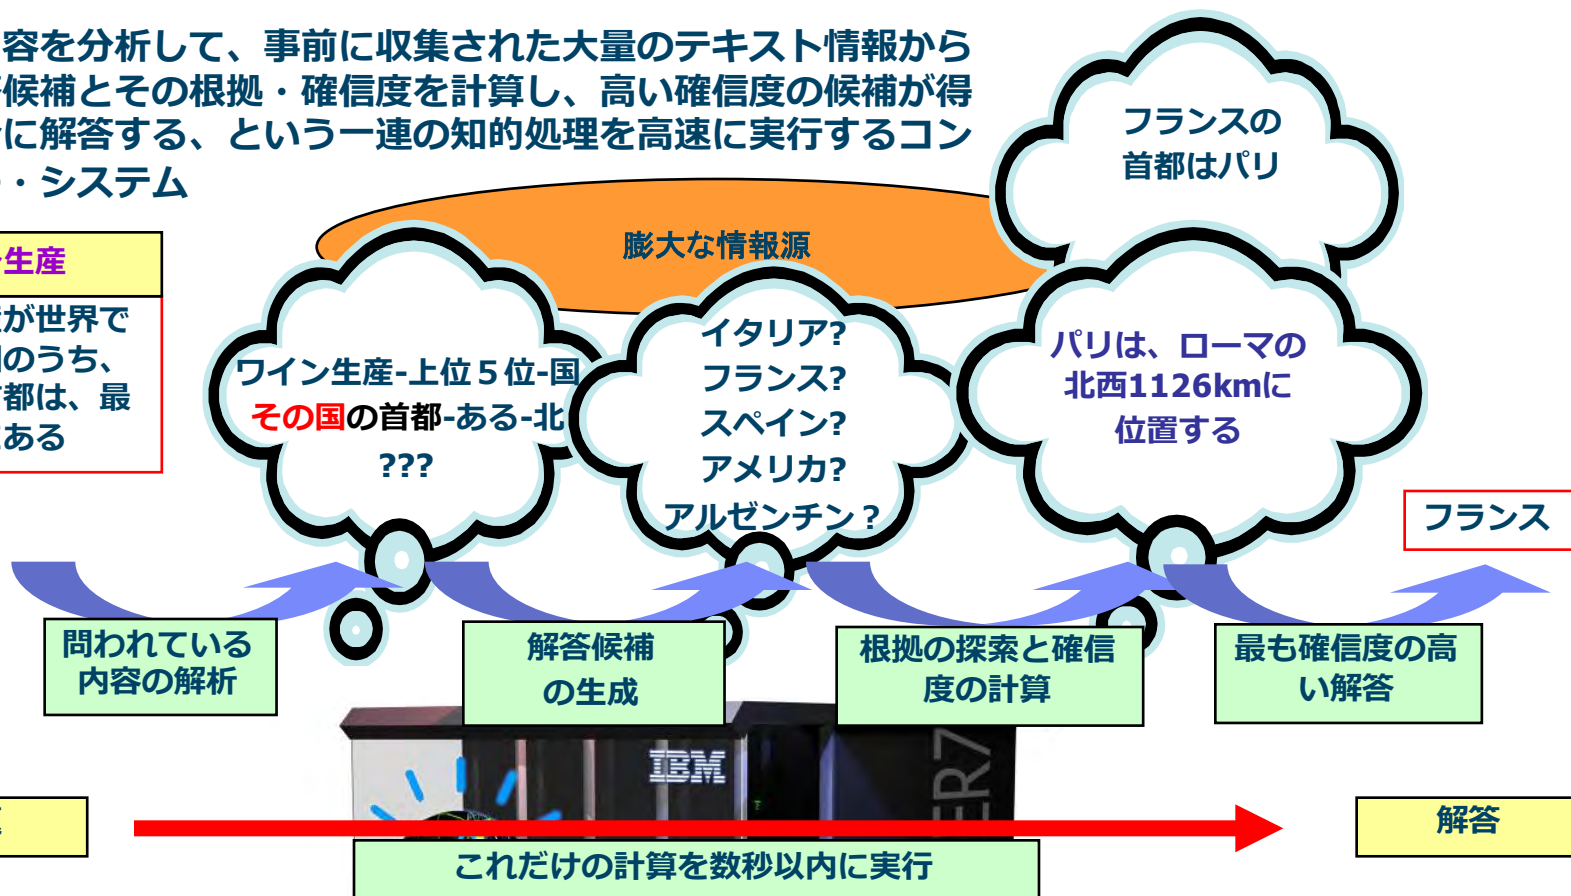 容を分析して、事前に収集された大量のテキスト情報から
候補とその根拠・確信度を計算し、高い確信度の候補が得
に解答する、という一連の知的処理を高速に実行するコン
・システム
フランスの
首都はパリ
膨大な情報源
生産
が世界で
のうち、
都は、最
ある
ワイン生産-上位５位-国
その国の首都-ある-北
???
イタリア?
フランス?
スペイン?
アメリカ?
アルゼンチン？
パリは、ローマの
北西1126kmに
位置する
フランス
問われている
内容の解析
解答候補
の生成
根拠の探索と確信
度の計算
最も確信度の高
い解答
IBM
ER7
解答
これだけの計算を数秒以内に実行